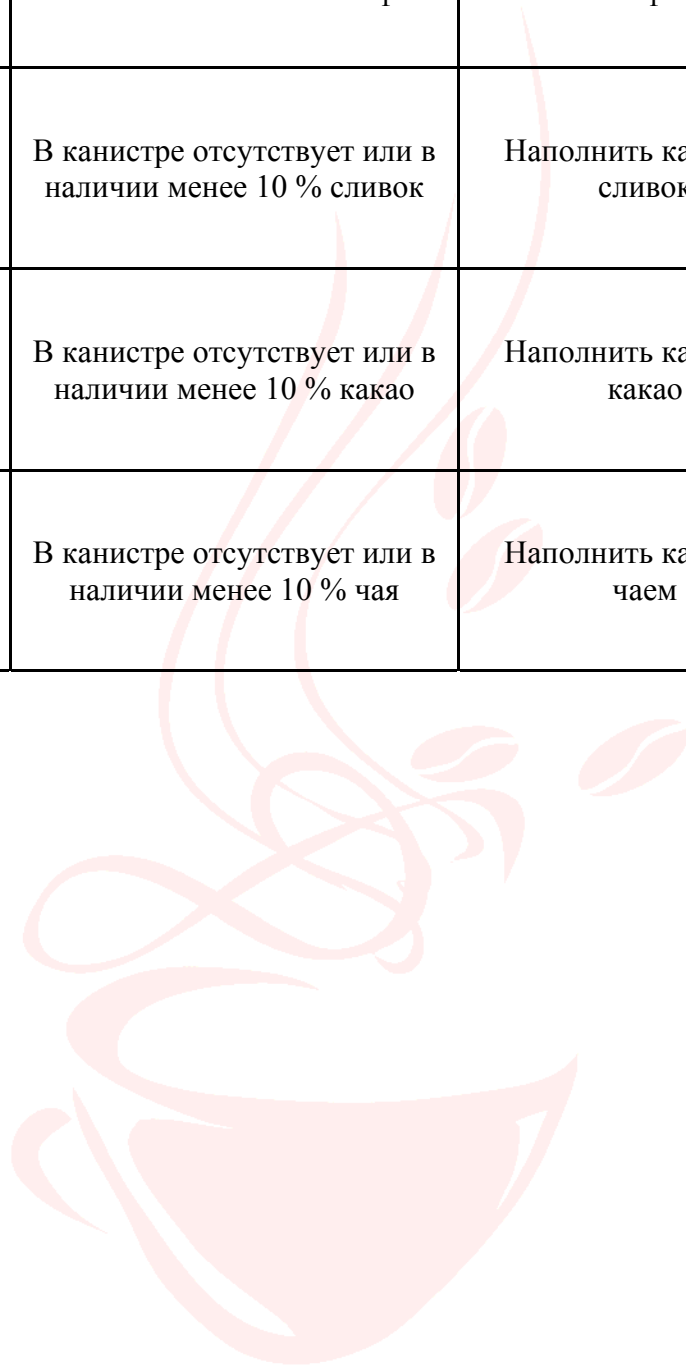 В канистре отсутствует или в
наличии менее 10 % сливок
Наполнить
В канистре отсутствует или в
наличии менее 10 % какао
Наполнить
какао
В канистре отсутствует или в
наличии менее 10 % чая
Наполнить
чаем